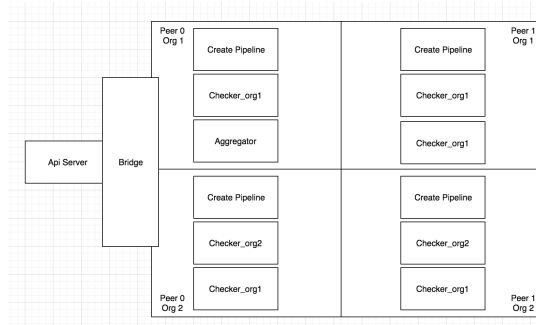 Peer 0
Org 1
Create Pipeline
Checker_org1
Aggregator
Create Pipeline
Checker_org1
Checker_org1
Peer 1
Org 1
Api Server
Bridge
Create Pipeline
Checker_org2
Checker_org1
Peer 0
Org 2
Create Pipeline
Checker_org2
Checker_org1
Peer 1
Org 2